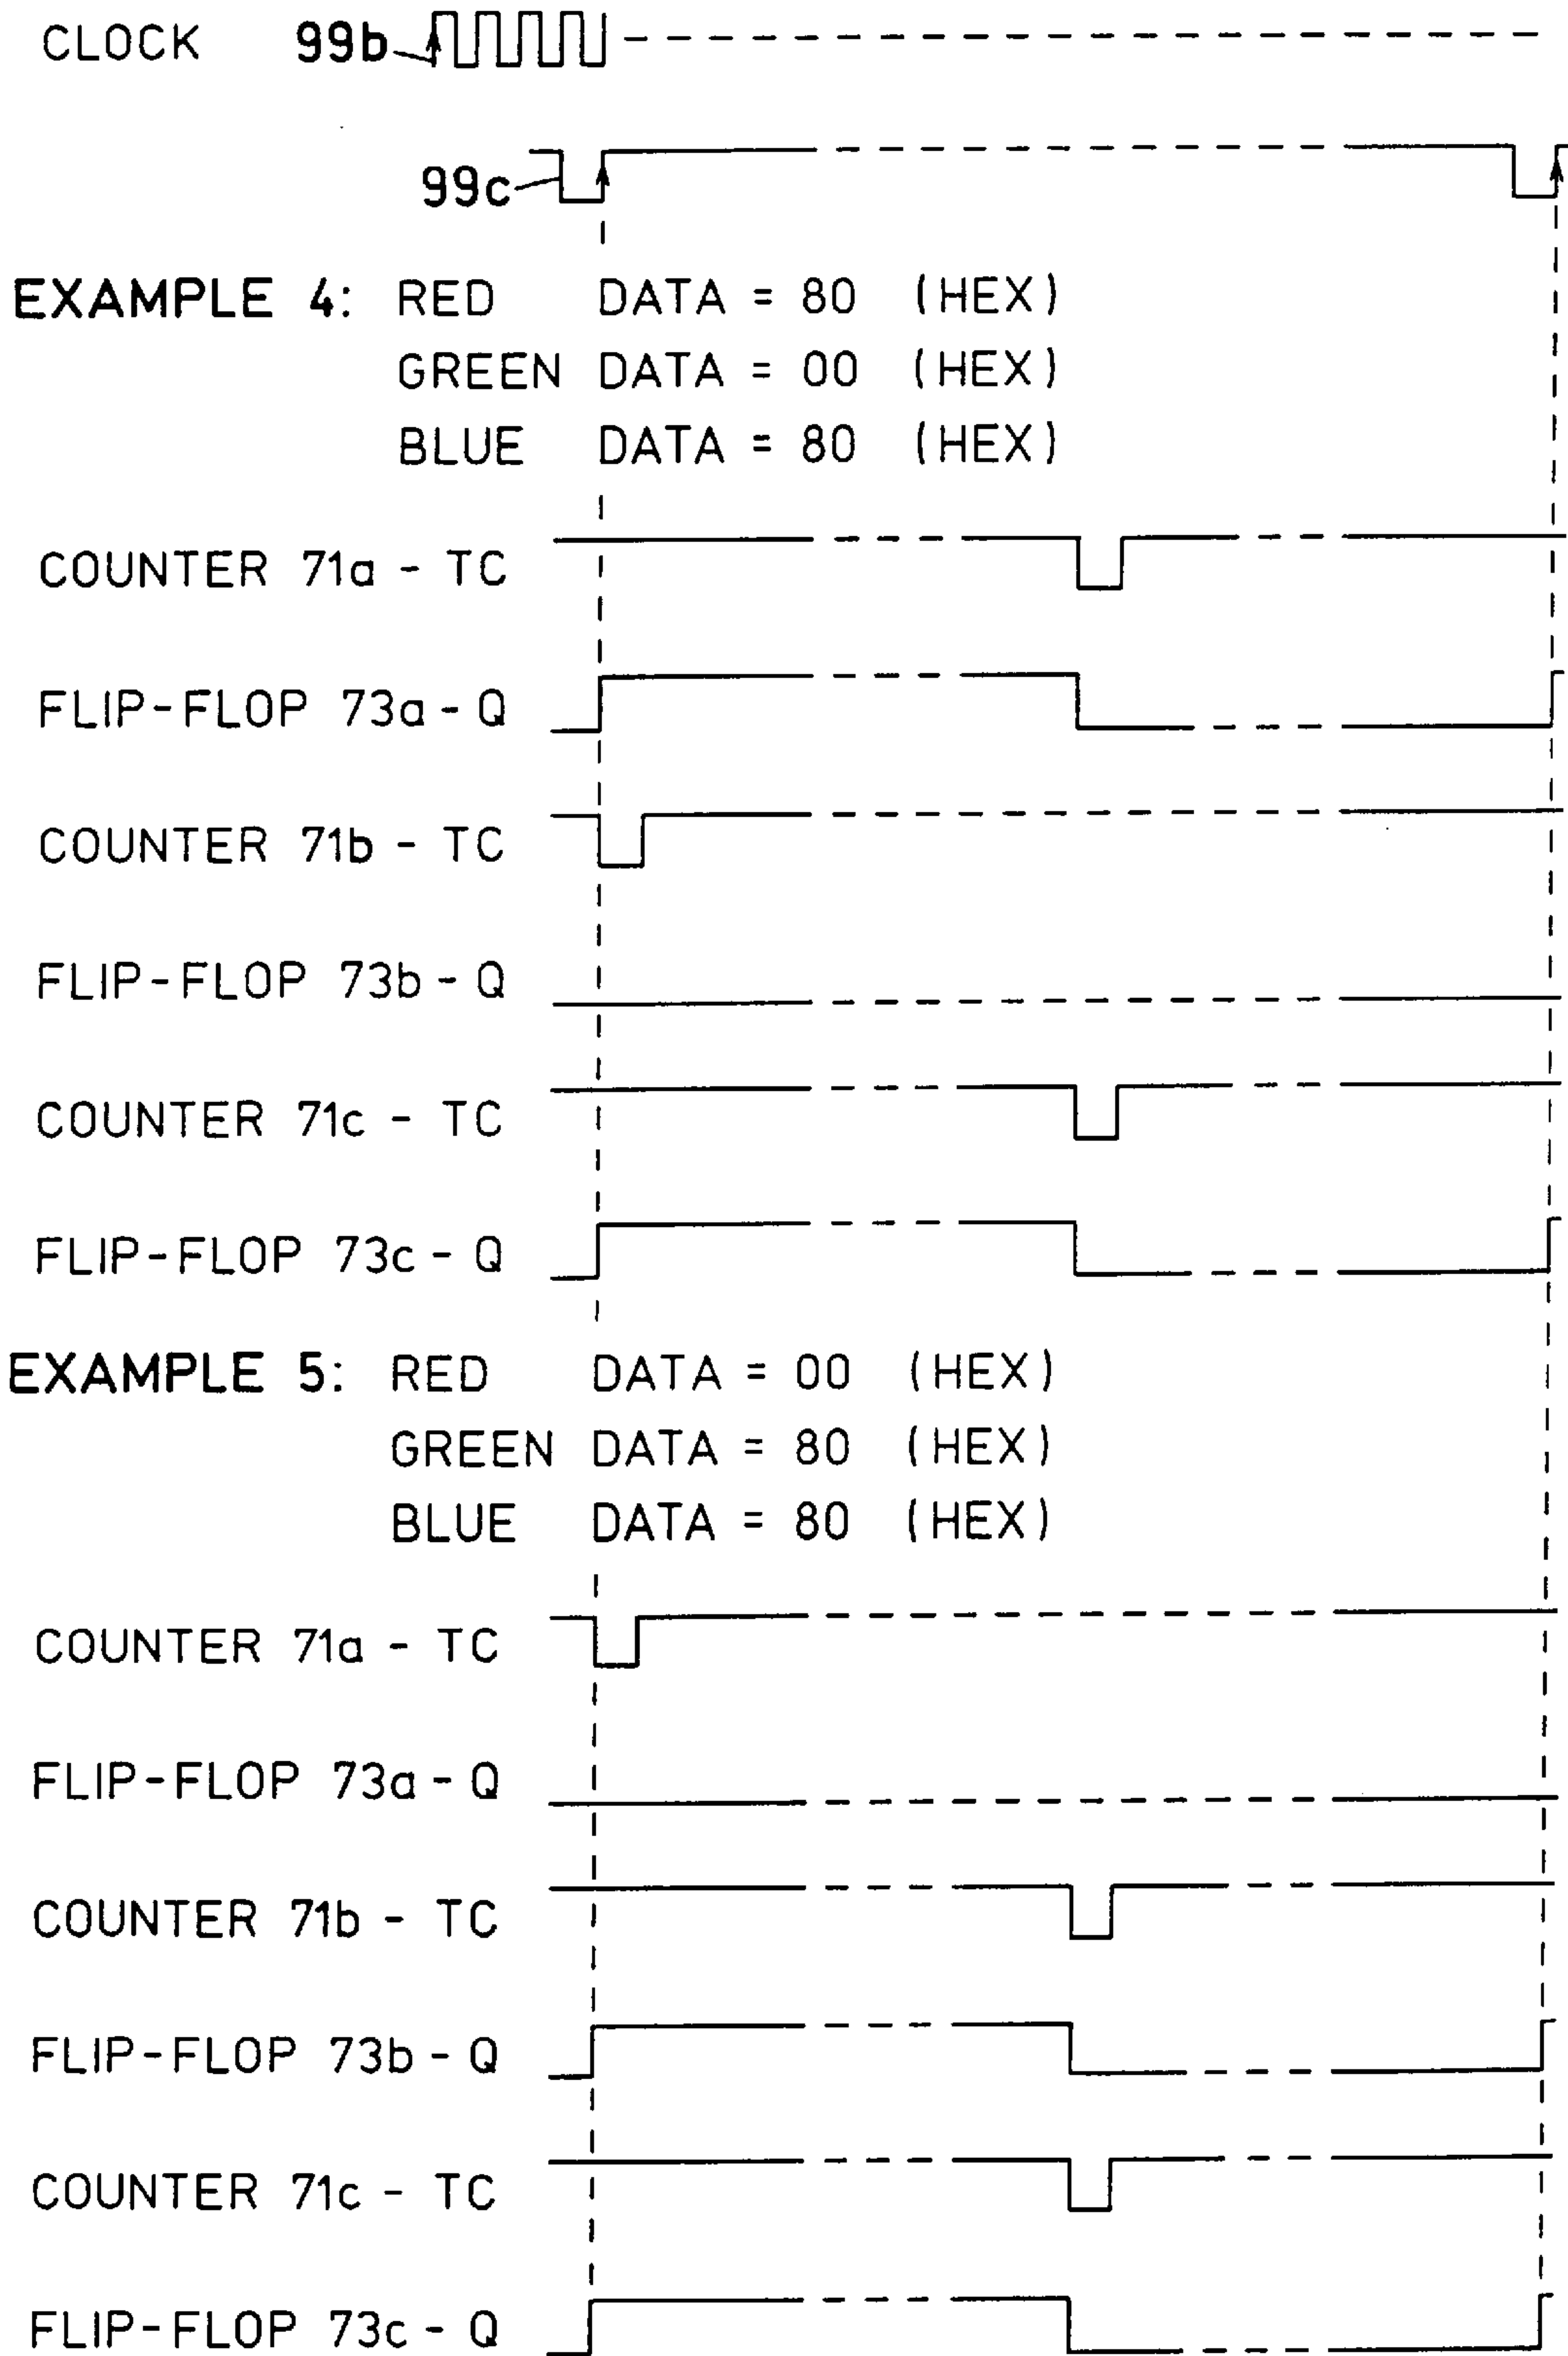 CLOCK 99b
99c
EXAMPLE 4: RED DATA = 80 (HEX)
GREEN DATA = 00 (HEX)
BLUE DATA = 80 (HEX)
COUNTER 71a - TC
FLIP-FLOP 73a - Q
COUNTER 71b - TC
FLIP-FLOP 73b - Q
COUNTER 71c - TC
FLIP-FLOP 73c - Q
EXAMPLE 5: RED DATA = 00 (HEX)
GREEN DATA = 80 (HEX)
BLUE DATA = 80 (HEX)
COUNTER 71a - TC
FLIP-FLOP 73a - Q
COUNTER 71b - TC
FLIP-FLOP 73b - Q
COUNTER 71c - TC
FLIP-FLOP 73c - Q